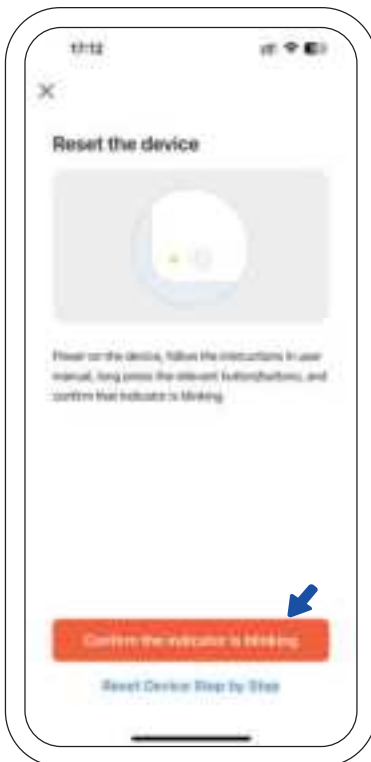 17:12
Reset the device
Power on the device, follow the instructions in user
manual, long press the relevant button/buttons, and
confirm that indicator is blinking.
Confirm the indicator is blinking
Reset Device Step by Step